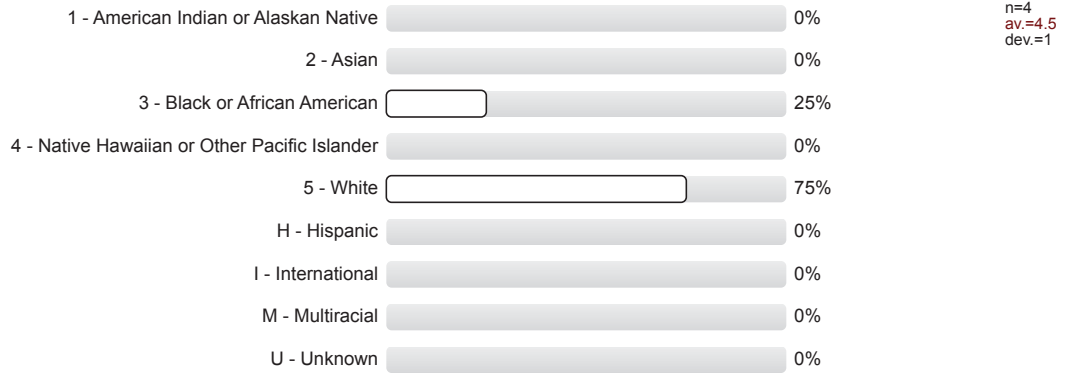 1 - American Indian or Alaskan Native 0%
2 - Asian 0%
3 - Black or African American 25%
4 - Native Hawaiian or Other Pacific Islander 0%
5 - White 75%
H - Hispanic 0%
I - International 0%
M - Multiracial 0%
U - Unknown 0%
n=4
av.=4.5
dev.=1